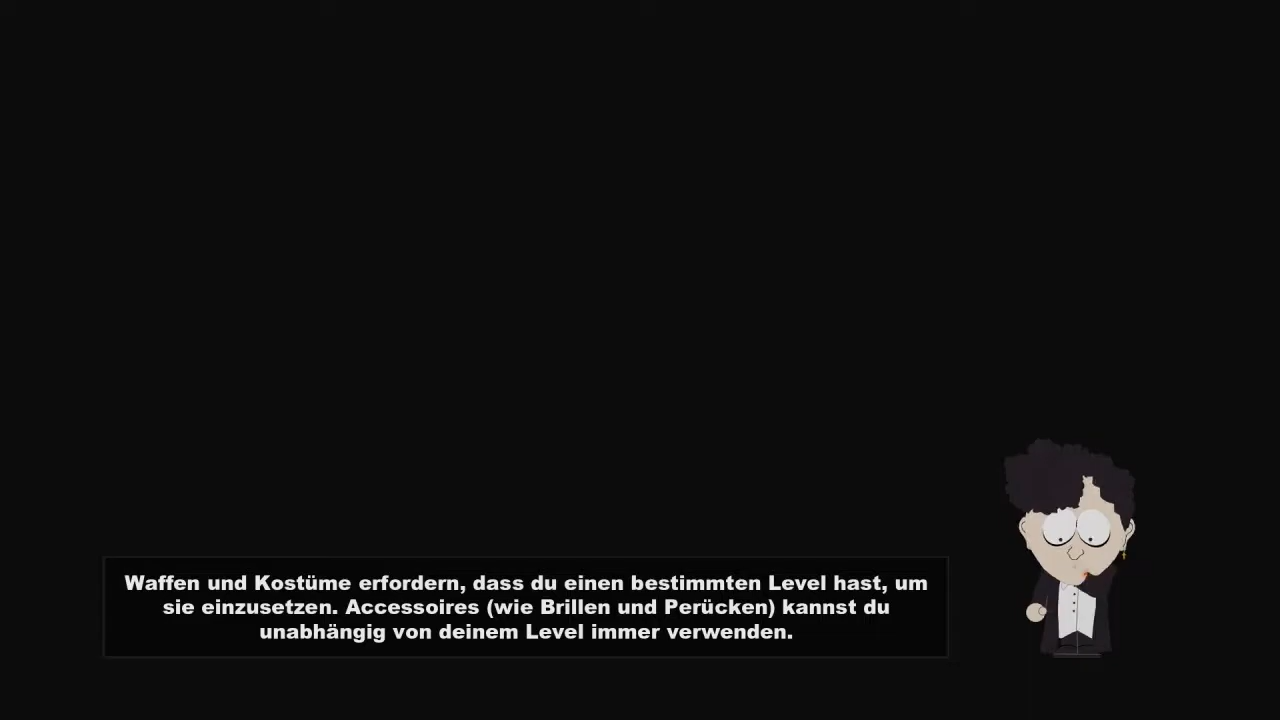 Waffen und Kostüme erfordern, dass du einen bestimmten Level hast, um
sie einzusetzen. Accessoires (wie Brillen und Perücken) kannst du
unabhängig von deinem Level immer verwenden.